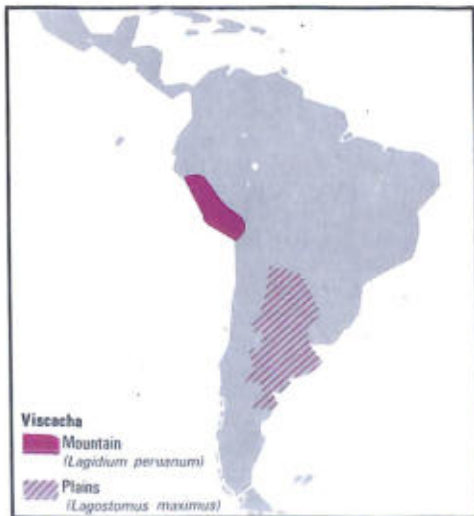 Viscacha
Mountain
(Lagidium peruanum)
Plains
(Lagostomus maximus)